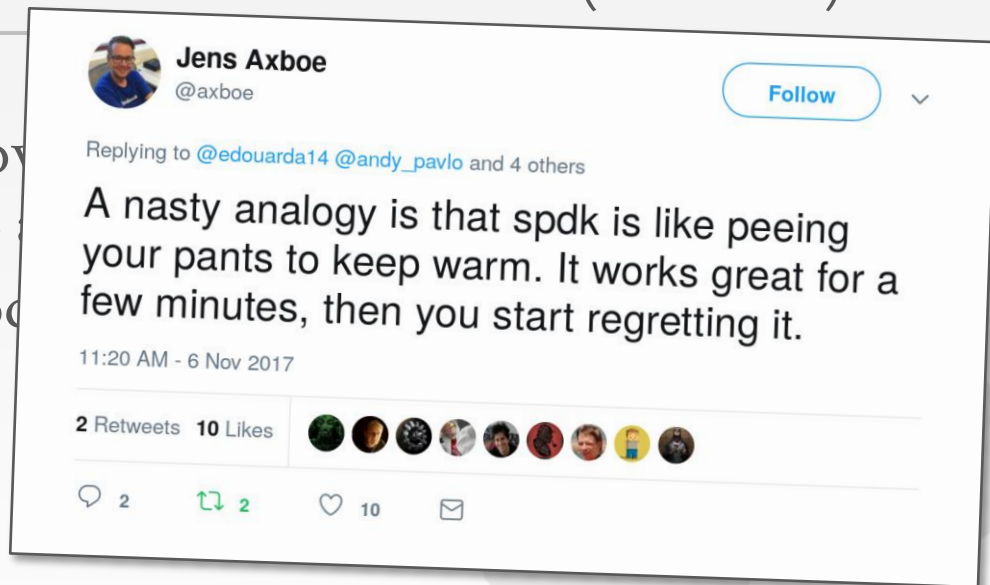 Jens Axboe
@axboe
Follow
Replying to @edouarda14 @andy_pavlo and 4 others
A nasty analogy is that spdk is like peeing
your pants to keep warm. It works great for a
few minutes, then you start regretting it.
11:20 AM - 6 Nov 2017
2 Retweets 10 Likes
2 2 10